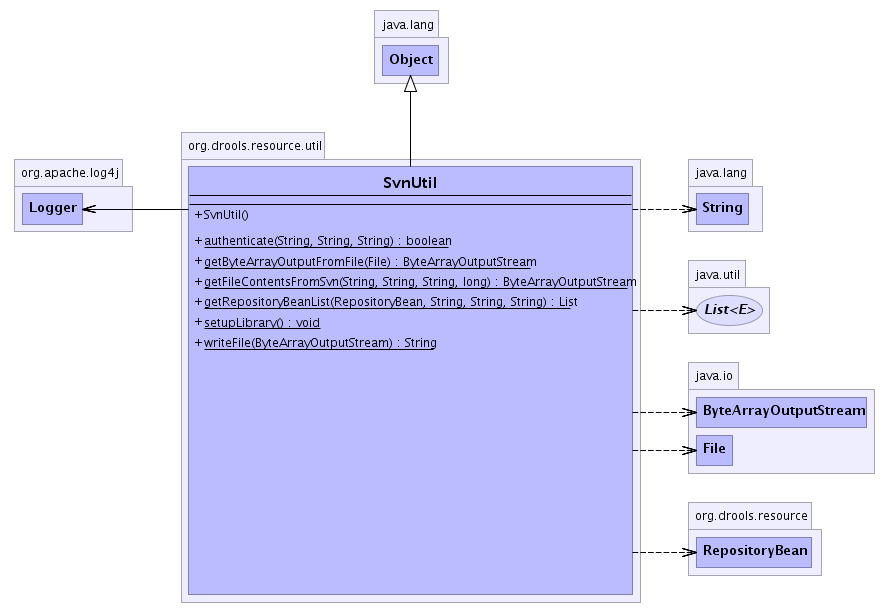 java.lang
Object
org.drools.resource.util
org.apache.log4j
Logger
SvnUtil
+SvnUtil()
+authenticate(String, String, String) : boolean
+getByteArrayOutputFromFile(File) : ByteArrayOutputStream
+getFileContentsFromSvn(String, String, String, long) : ByteArrayOutputStream
+getRepositoryBeanList(RepositoryBean, String, String, String) : List
+setupLibrary() : void
+writeFile(ByteArrayOutputStream) : String
java.lang
String
java.util
List<E>
java.io
ByteArrayOutputStream
File
org.drools.resource
RepositoryBean